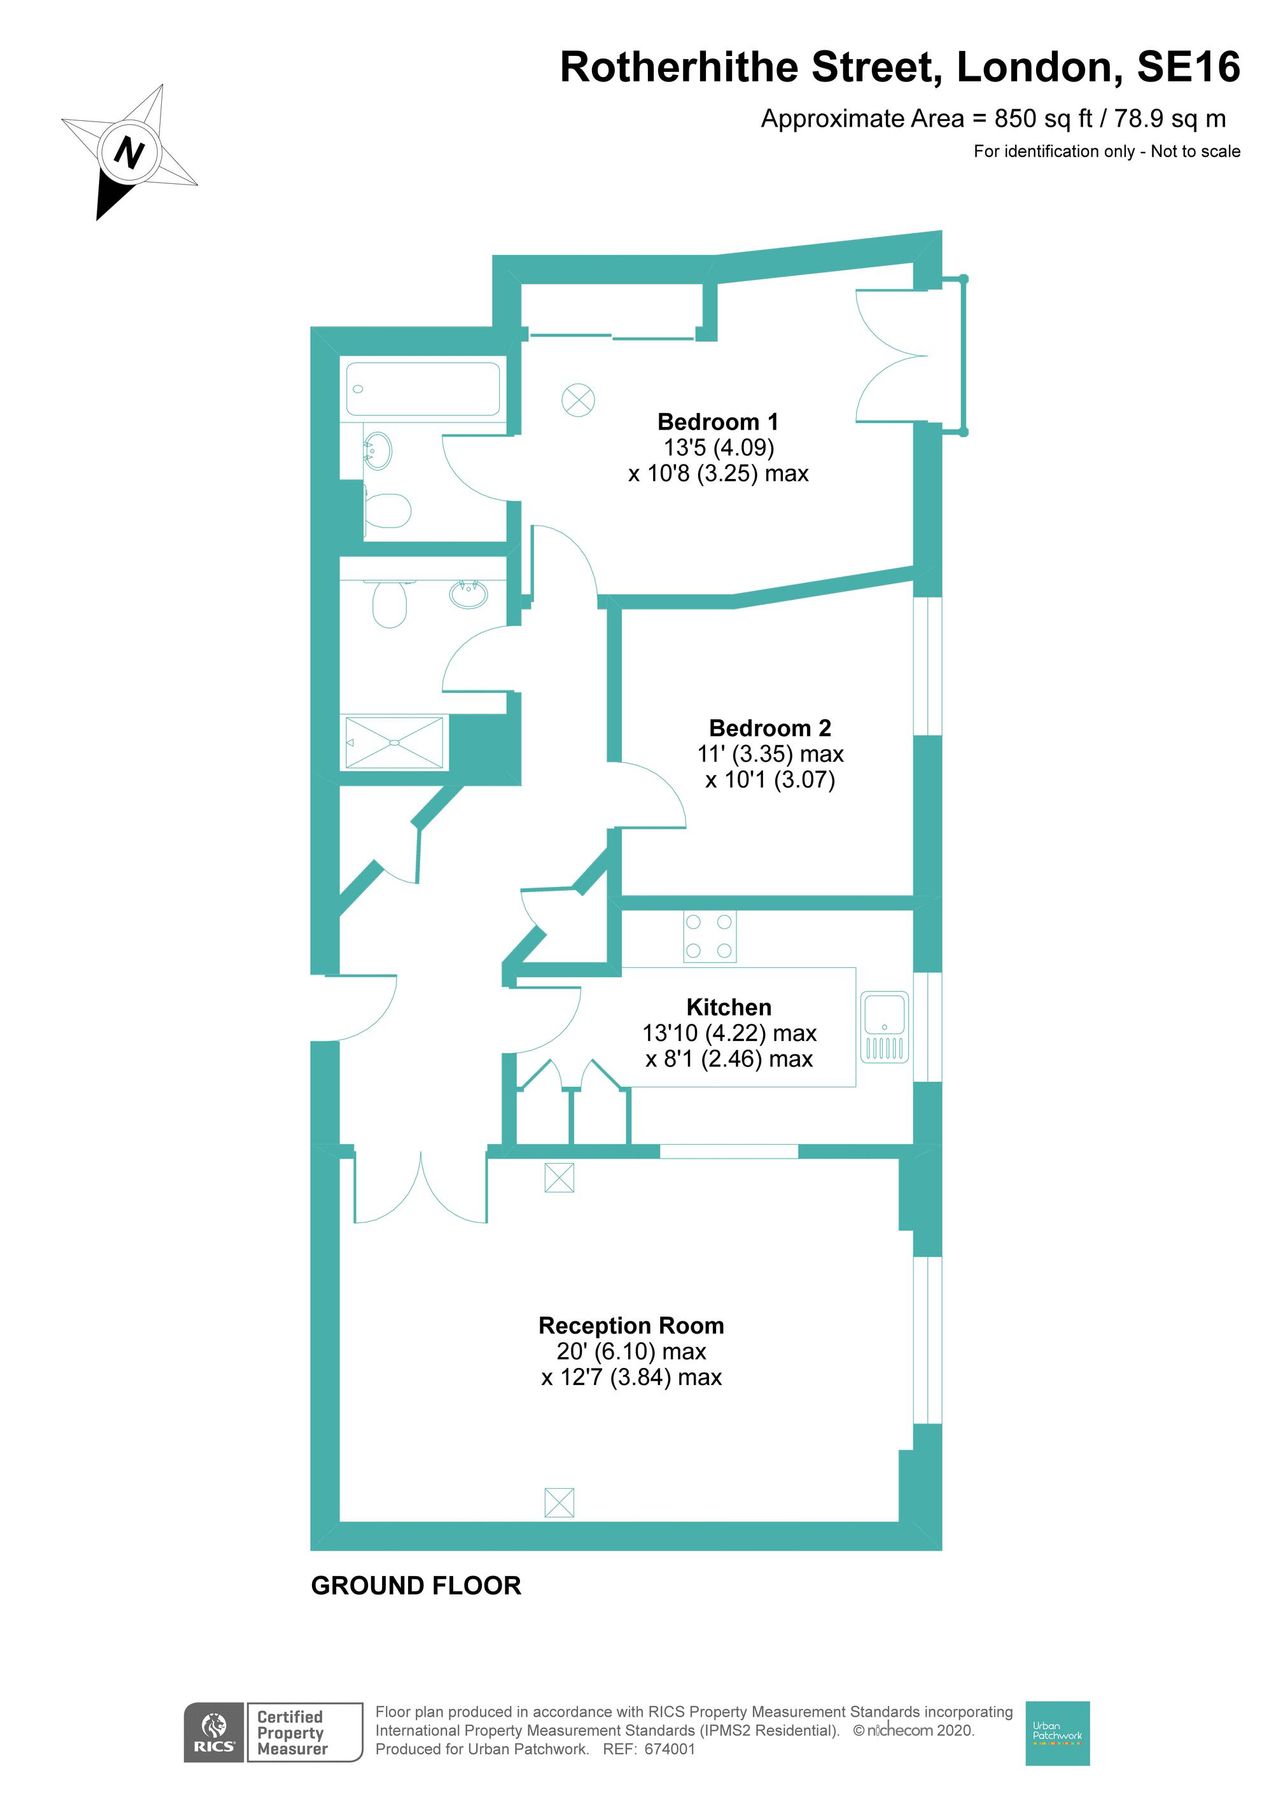 Rotherhithe Street, London, SE16
Approximate Area = 850 sq ft / 78.9 sq m
For identification only - Not to scale
N
Bedroom 1
13'5 (4.09)
x 10'8 (3.25) max
Bedroom 2
11' (3.35) max
x 10'1 (3.07)
Kitchen
13'10 (4.22) max
x 8'1 (2.46) max
Reception Room
20' (6.10) max
x 12'7 (3.84) max
GROUND FLOOR
RICS
Certified
Property
Measurer
Floor plan produced in accordance with RICS Property Measurement Standards incorporating
International Property Measurement Standards (IPMS2 Residential). © nichecom 2020.
Produced for Urban Patchwork. REF: 674001
Urban
Patchwork